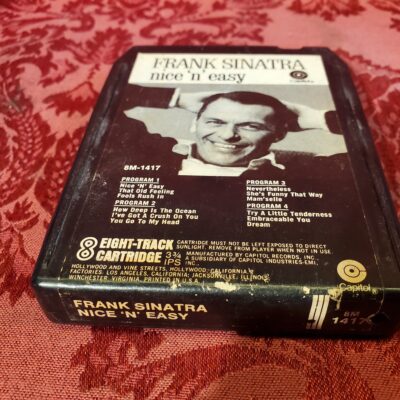 FRANK SINATRA
nice 'n' easy
Capitol
8M-1417
PROGRAM 1
Nice 'N' Easy
That Old Feeling
Fools Rush In
PROGRAM 2
How Deep Is The Ocean
I've Got A Crush On You
You Go To My Head
PROGRAM 3
Nevertheless
She's Funny That Way
Mam'selle
PROGRAM 4
Try A Little Tenderness
Embraceable You
Dream
8 EIGHT-TRACK
CARTRIDGE 3¾ IPS
CARTRIDGE MUST NOT BE LEFT EXPOSED TO DIRECT
SUNLIGHT. REMOVE FROM PLAYER WHEN NOT IN USE
MANUFACTURED BY CAPITOL RECORDS, INC.,
A SUBSIDIARY OF CAPITOL INDUSTRIES-EMI,
INC.
HOLLYWOOD AND VINE STREETS, HOLLYWOOD, CALIFORNIA
FACTORIES: LOS ANGELES, CALIFORNIA, JACKSONVILLE, ILLINOIS,
WINCHESTER, VIRGINIA. PRINTED IN U.S.A.
Capitol
FRANK SINATRA
NICE 'N' EASY
8M
1417